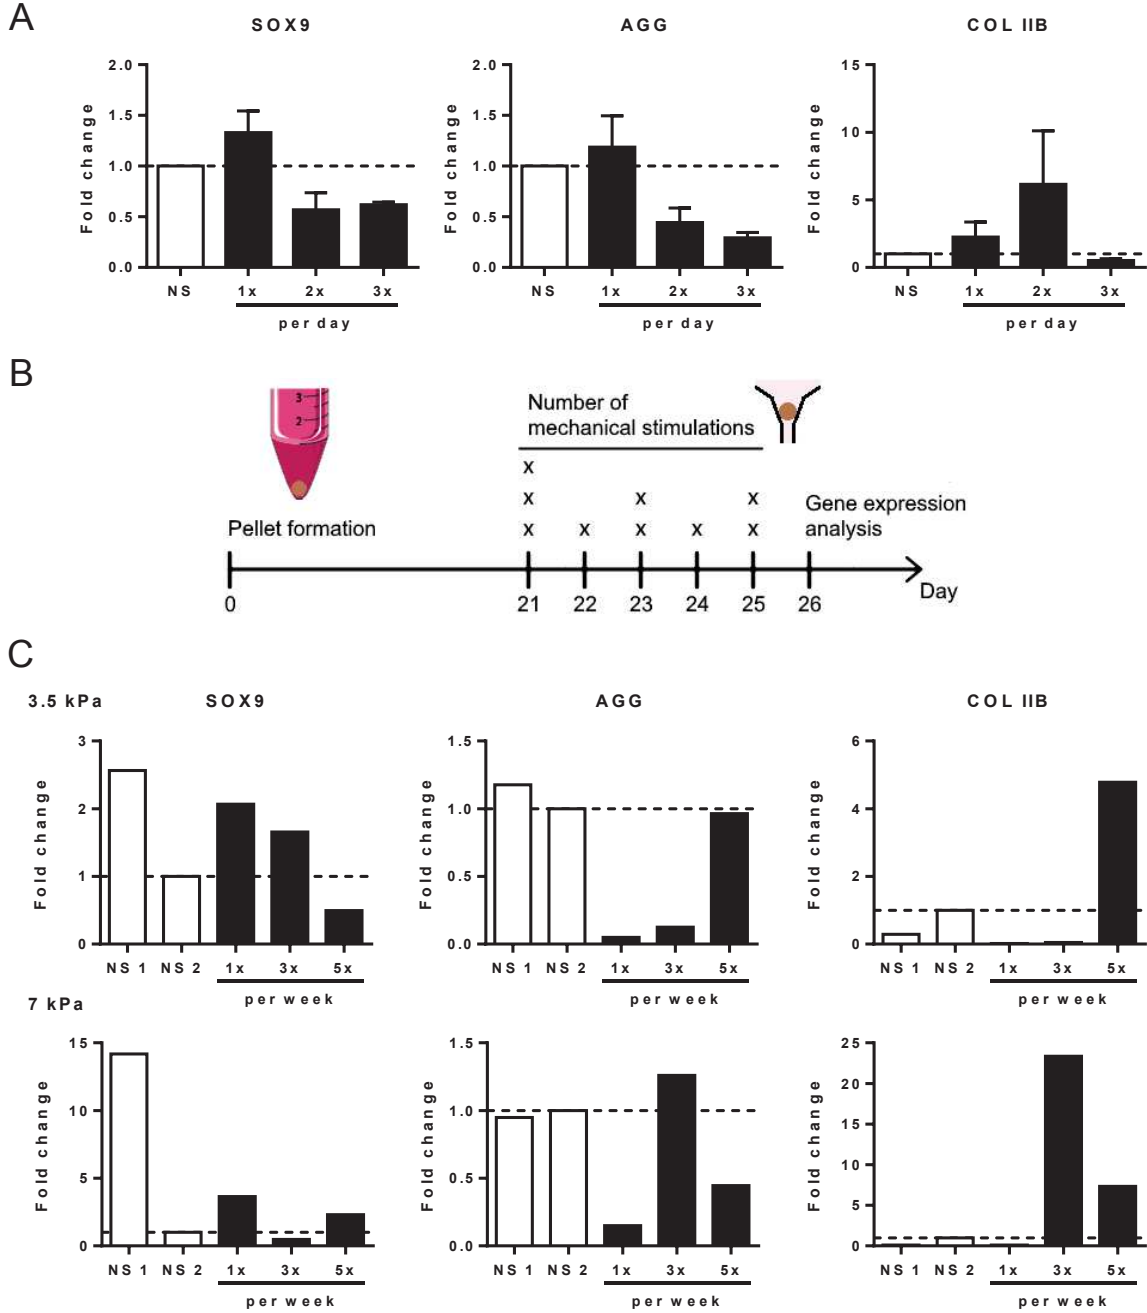 A
SOX9
AGG
COL IIB
Fold change
2.0
1.5
1.0
0.5
0.0
NS
1x
2x
3x
per day
Fold change
2.0
1.5
1.0
0.5
0.0
NS
1x
2x
3x
per day
Fold change
15
10
5
0
NS
1x
2x
3x
per day
B
3
2
Pellet formation
Number of
mechanical stimulations
x
x x x
x x x x x
Gene expression
analysis
0 21 22 23 24 25 26
Day
C
3.5 kPa
SOX9
AGG
COL IIB
Fold change
3
2
1
0
NS 1
NS 2
1x
3x
5x
per week
Fold change
1.5
1.0
0.5
0.0
NS 1
NS 2
1x
3x
5x
per week
Fold change
6
4
2
0
NS 1
NS 2
1x
3x
5x
per week
7 kPa
Fold change
15
10
5
0
NS 1
NS 2
1x
3x
5x
per week
Fold change
1.5
1.0
0.5
0.0
NS 1
NS 2
1x
3x
5x
per week
Fold change
25
20
15
10
5
0
NS 1
NS 2
1x
3x
5x
per week